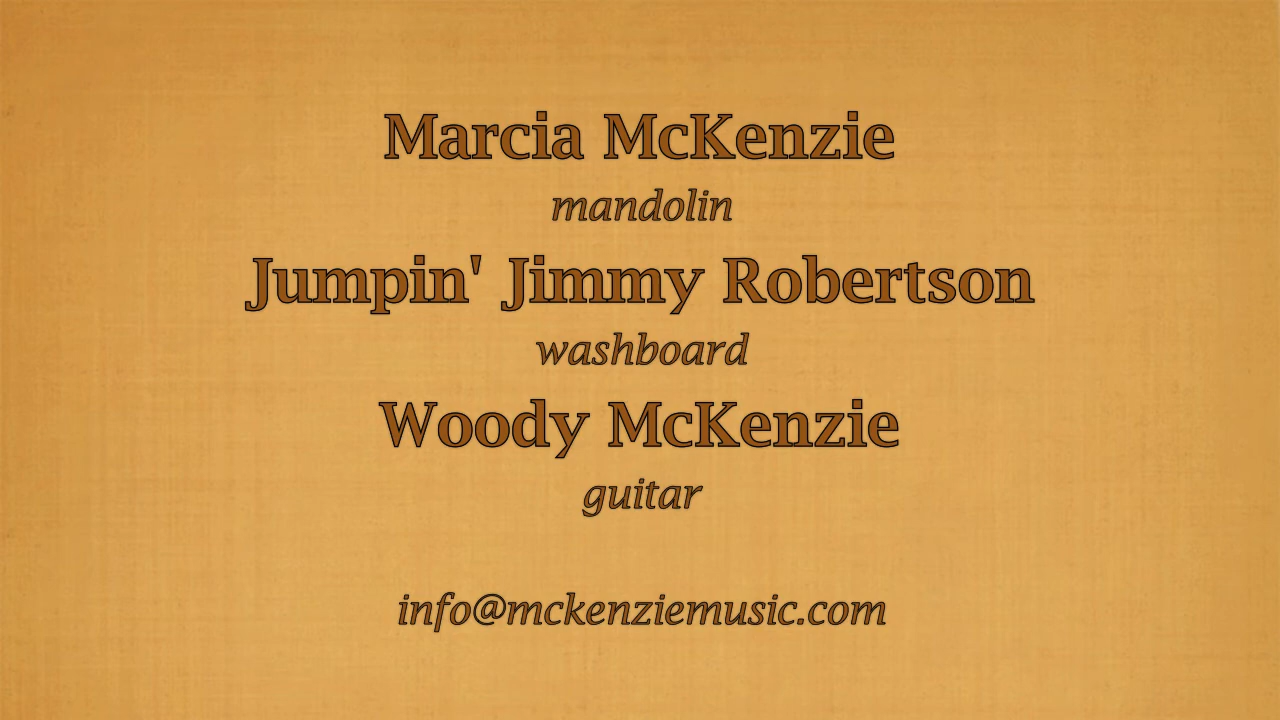 Marcia McKenzie
mandolin
Jumpin' Jimmy Robertson
washboard
Woody McKenzie
guitar
info@mckenziemusic.com